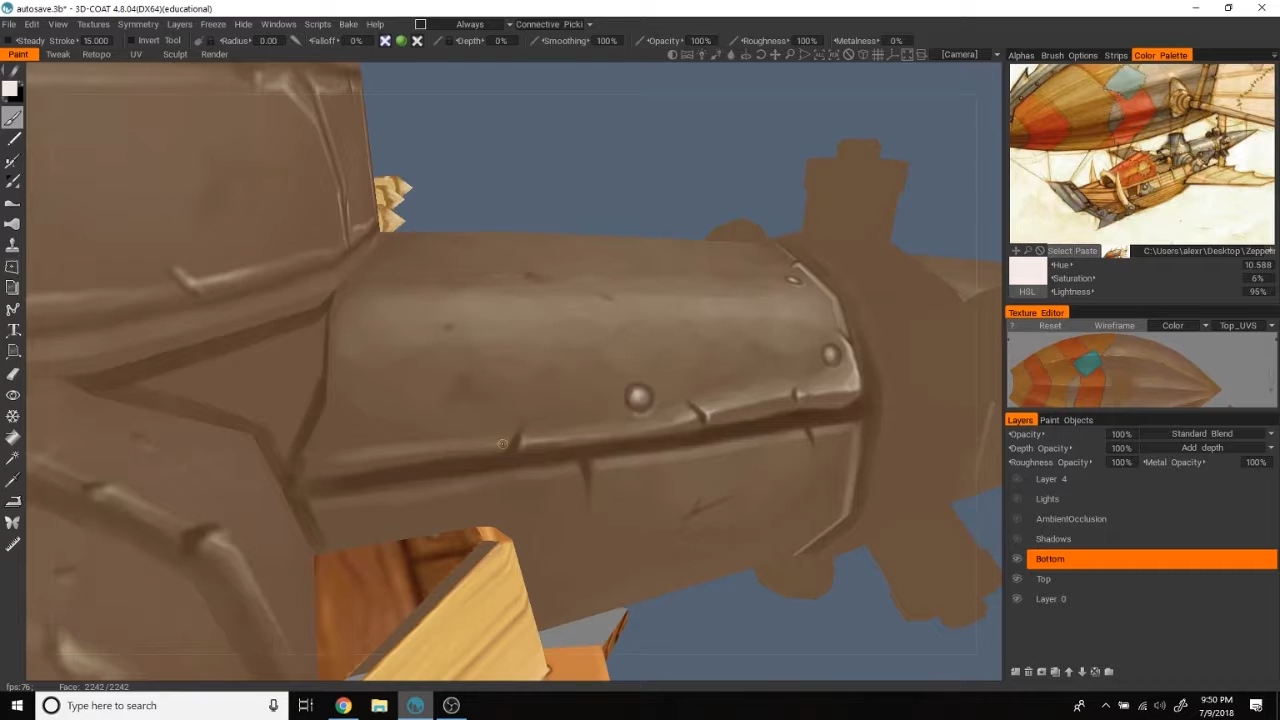 autosave.3b* - 3D-COAT 4.8.04(DX64)(educational)
File Edit View Textures Symmetry Layers Freeze Hide Windows Scripts Bake Help Always Connective Picki
Steady Stroke 15.000 Invert Tool Radius 0.00 Falloff 0% Depth 0% Smoothing 100% Opacity 100% Roughness 100% Metalness 0%
Paint Tweak Retopo UV Sculpt Render [Camera] Alphas Brush Options Strips Color Palette
Select Paste C:\Users\alexr\Desktop\Zeppe
Hue 10.588
Saturation 6%
HSL Lightness 95%
Texture Editor
? Reset Wireframe Color Top_UVS
Layers Paint Objects
Opacity 100% Standard Blend
Depth Opacity 100% Add depth
Roughness Opacity 100% Metal Opacity 100%
Layer 4
Lights
AmbientOcclusion
Shadows
Bottom
Top
Layer 0
fps:76; Face: 2242/2242
Type here to search
9:50 PM
7/9/2018